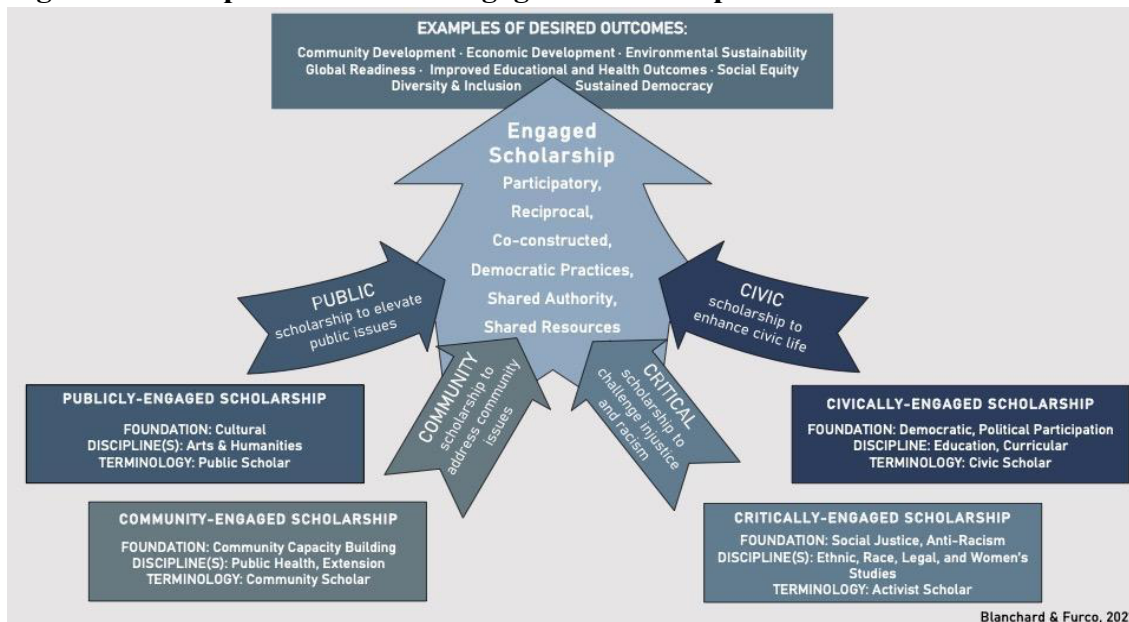 EXAMPLES OF DESIRED OUTCOMES:
Community Development · Economic Development · Environmental Sustainability
Global Readiness · Improved Educational and Health Outcomes · Social Equity
Diversity & Inclusion Sustained Democracy
Engaged
Scholarship
Participatory,
Reciprocal,
Co-constructed,
Democratic Practices,
Shared Authority,
Shared Resources
PUBLIC
scholarship to elevate
public issues
COMMUNITY
scholarship to
address community
issues
CRITICAL
scholarship to
challenge injustice
and racism
CIVIC
scholarship to
enhance civic life
PUBLICLY-ENGAGED SCHOLARSHIP
FOUNDATION: Cultural
DISCIPLINE(S): Arts & Humanities
TERMINOLOGY: Public Scholar
COMMUNITY-ENGAGED SCHOLARSHIP
FOUNDATION: Community Capacity Building
DISCIPLINE(S): Public Health, Extension
TERMINOLOGY: Community Scholar
CRITICALLY-ENGAGED SCHOLARSHIP
FOUNDATION: Social Justice, Anti-Racism
DISCIPLINE(S): Ethnic, Race, Legal, and Women's
Studies
TERMINOLOGY: Activist Scholar
CIVICALLY-ENGAGED SCHOLARSHIP
FOUNDATION: Democratic, Political Participation
DISCIPLINE: Education, Curricular
TERMINOLOGY: Civic Scholar
Blanchard & Furco, 202